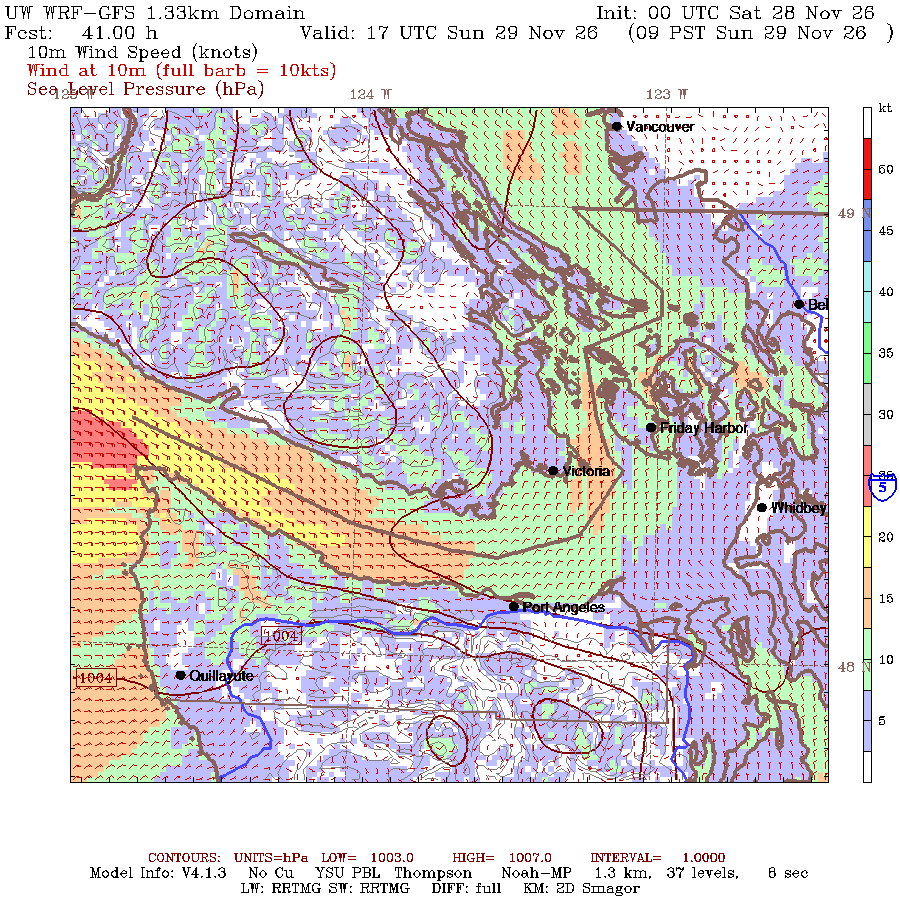 UW WRF-GFS 1.33km Domain Init: 00 UTC Sat 28 Nov 26
Fcst: 41.00 h Valid: 17 UTC Sun 29 Nov 26 (09 PST Sun 29 Nov 26 )
10m Wind Speed (knots)
Wind at 10m (full barb = 10kts)
Sea Level Pressure (hPa)
125 W 124 W 123 W
kt
Vancouver
60
49 N
45
40
Bel
35
30
Friday Harbor
Victoria
25
5
Whidbey
20
15
Port Angeles
1004
10
48 N
Quillayute
1004
5
CONTOURS: UNITS=hPa LOW= 1003.0 HIGH= 1007.0 INTERVAL= 1.0000
Model Info: V4.1.3 No Cu YSU PBL Thompson Noah-MP 1.3 km, 37 levels, 8 sec
LW: RRTMG SW: RRTMG DIFF: full KM: 2D Smagor